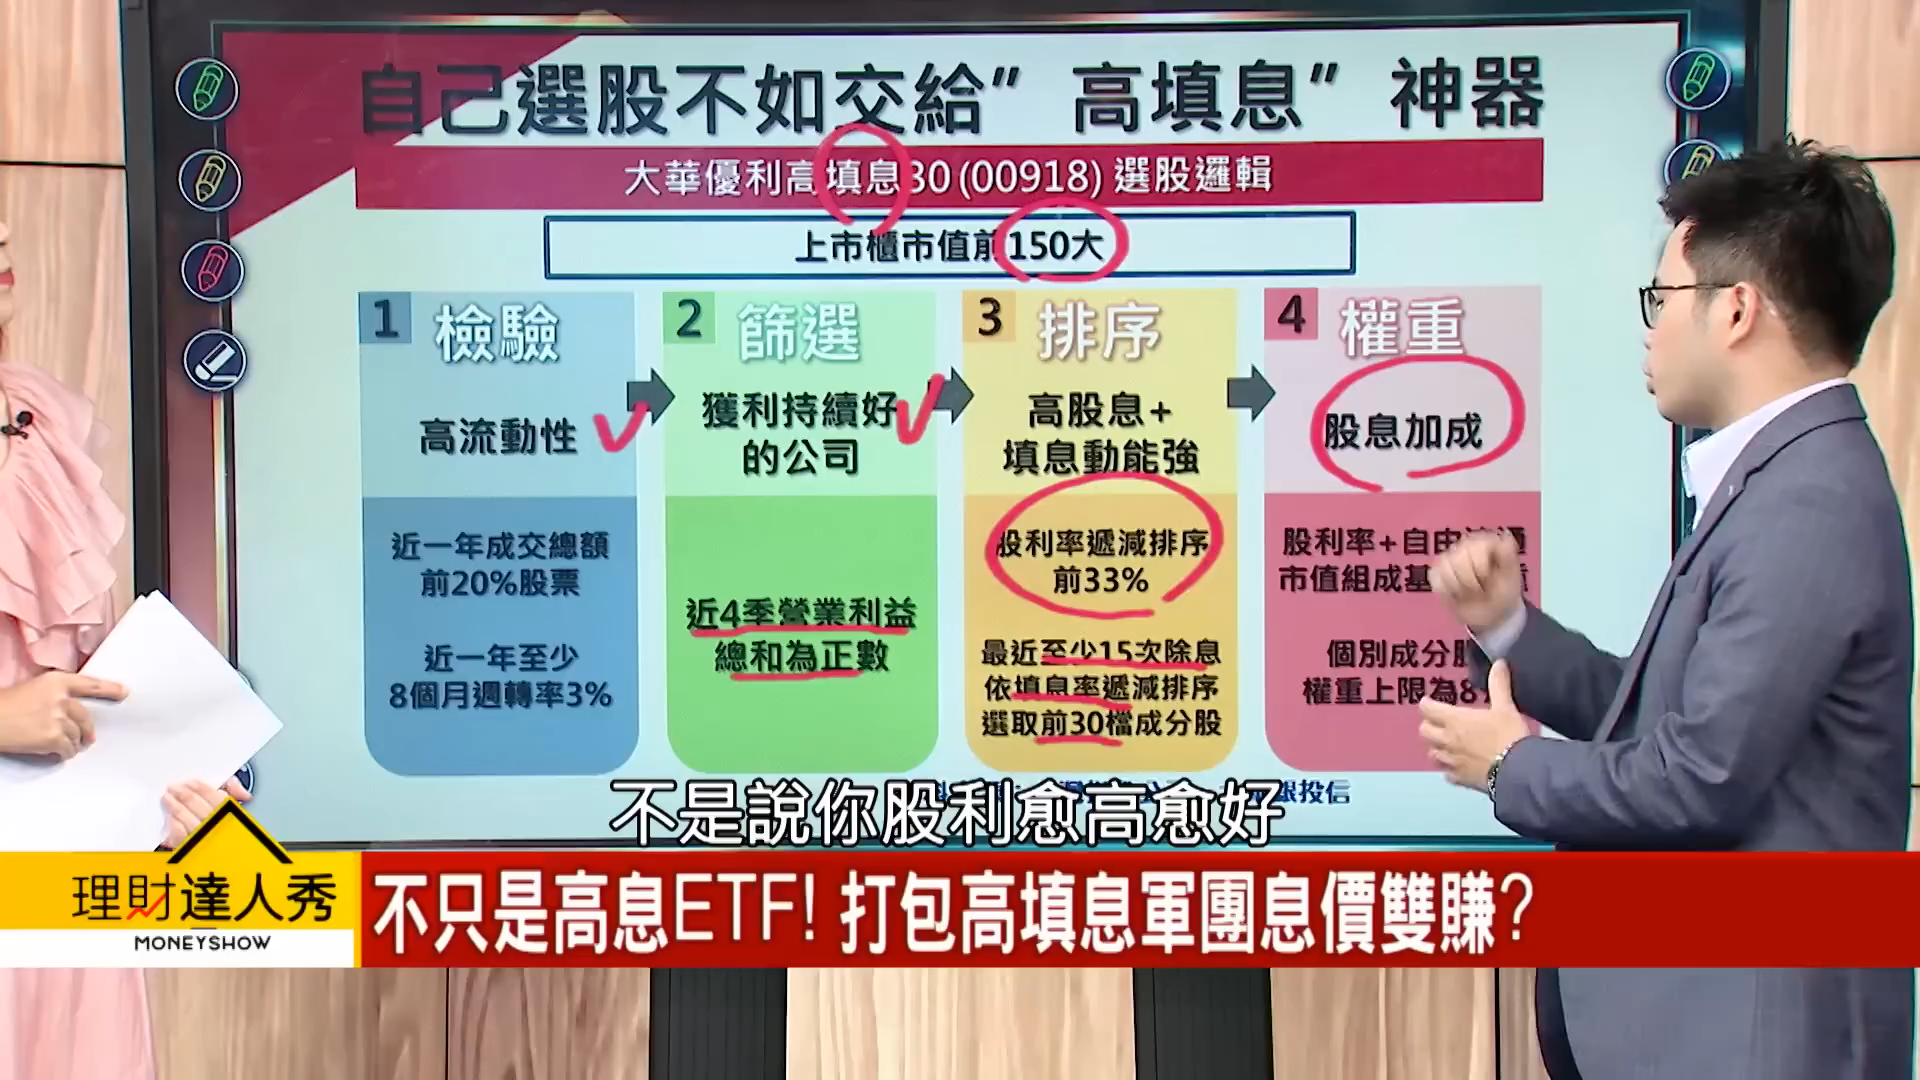 自己選股不如交給”高填息”神器
大華優利高填息30(00918)選股邏輯
上市櫃市值前150大
1 檢驗
高流動性
近一年成交總額
前20%股票
近一年至少
8個月週轉率3%
2 篩選
獲利持續好
的公司
近4季營業利益
總和為正數
3 排序
高股息+
填息動能強
股利率遞減排序
前33%
最近至少15次除息
依填息率遞減排序
選取前30檔成分股
4 權重
股息加成
股利率+自由
市值組成基
個別成分股
權重上限為8
銀投信
不是說你股利愈高愈好
理財達人秀
MONEYSHOW
不只是高息ETF! 打包高填息軍團息價雙賺?